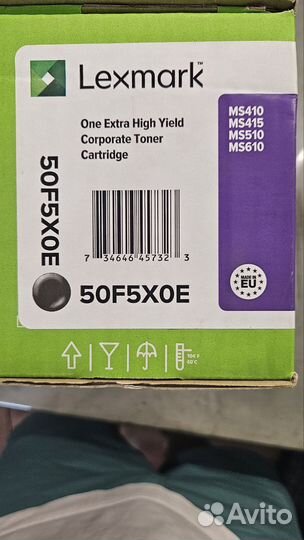 Lexmark
One Extra High Yield
Corporate Toner
Cartridge
MS410
MS415
MS510
MS610
50F5X0E
7 34646 45732 3
MADE IN
EU
50F5X0E
Avito